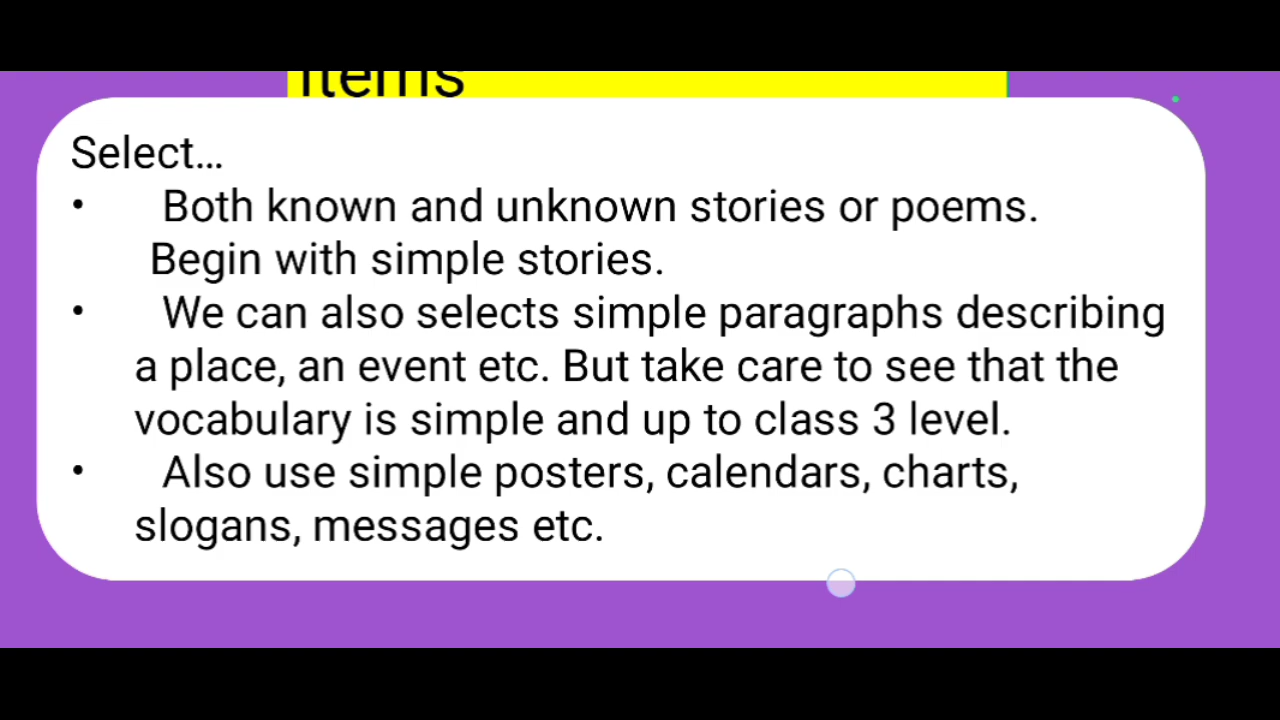 items
Select...
• Both known and unknown stories or poems.
Begin with simple stories.
• We can also selects simple paragraphs describing
a place, an event etc. But take care to see that the
vocabulary is simple and up to class 3 level.
• Also use simple posters, calendars, charts,
slogans, messages etc.